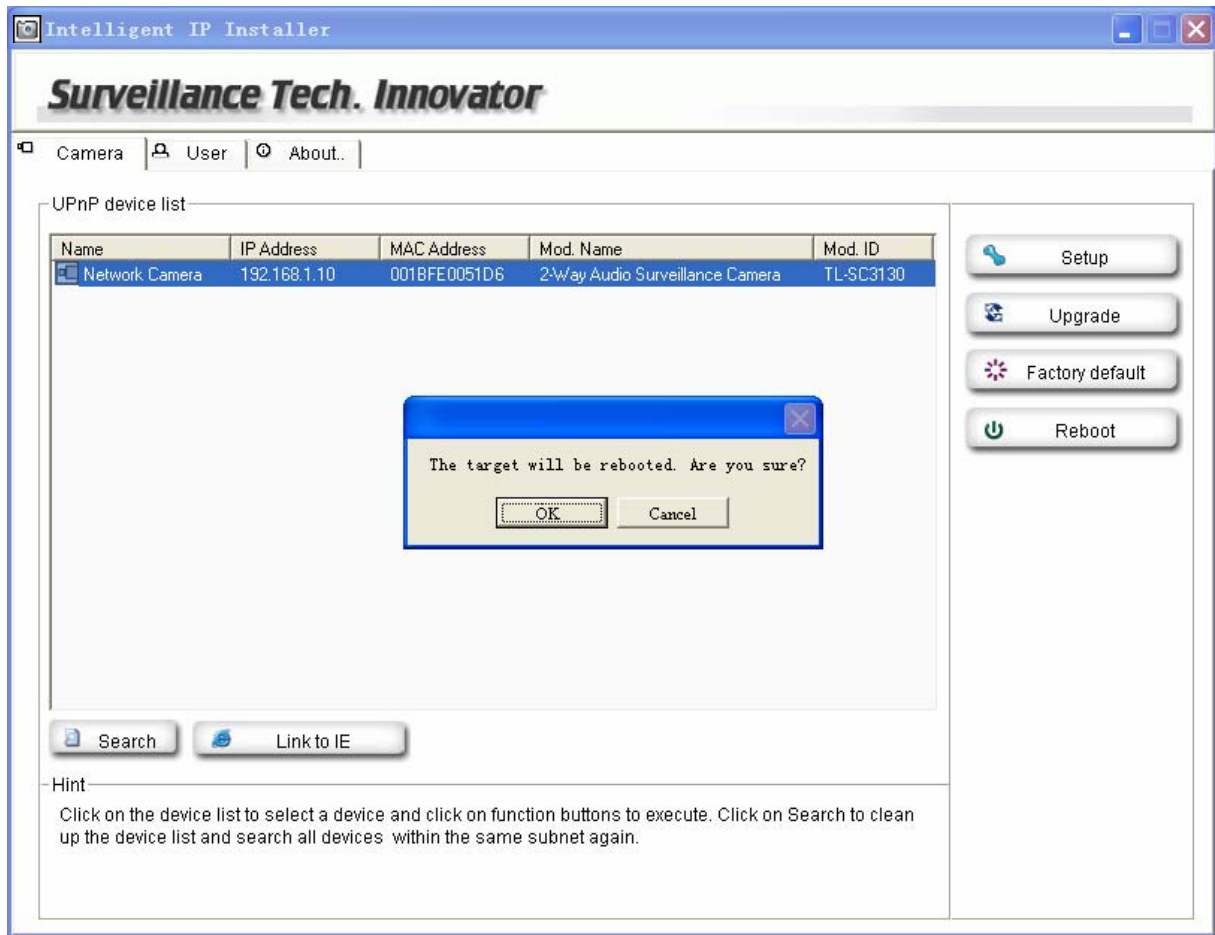 Intelligent IP Installer
Surveillance Tech. Innovator
Camera User About..
UPnP device list
Name IP Address MAC Address Mod. Name Mod. ID
Network Camera 192.168.1.10 001BFE0051D6 2-Way Audio Surveillance Camera TL-SC3130
Setup
Upgrade
Factory default
Reboot
The target will be rebooted. Are you sure?
OK Cancel
Search Link to IE
Hint
Click on the device list to select a device and click on function buttons to execute. Click on Search to clean
up the device list and search all devices within the same subnet again.